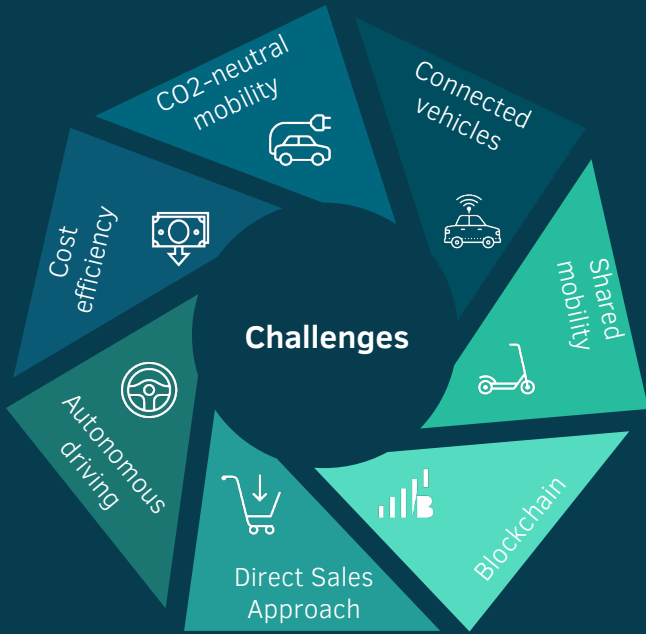 CO2-neutral
mobility
Connected
vehicles
Shared
mobility
Blockchain
Direct Sales
Approach
Autonomous
driving
Cost
efficiency
Challenges
B